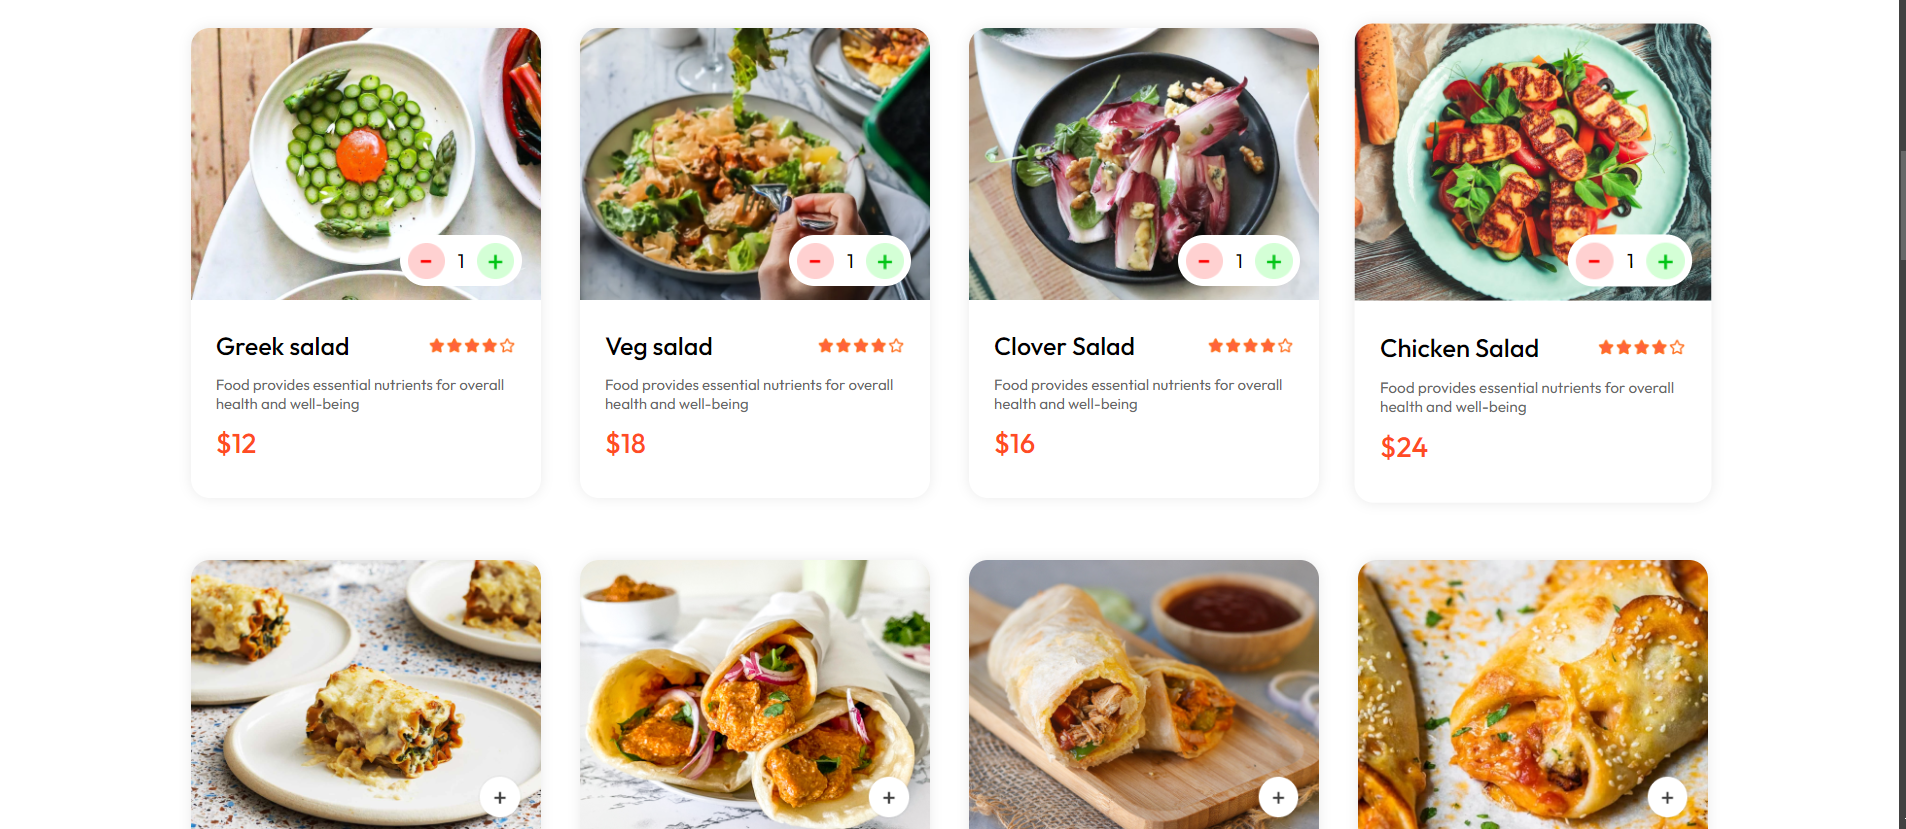 - 1 +
- 1 +
- 1 +
- 1 +
Greek salad
Food provides essential nutrients for overall
health and well-being
$12
Veg salad
Food provides essential nutrients for overall
health and well-being
$18
Clover Salad
Food provides essential nutrients for overall
health and well-being
$16
Chicken Salad
Food provides essential nutrients for overall
health and well-being
$24
+
+
+
+